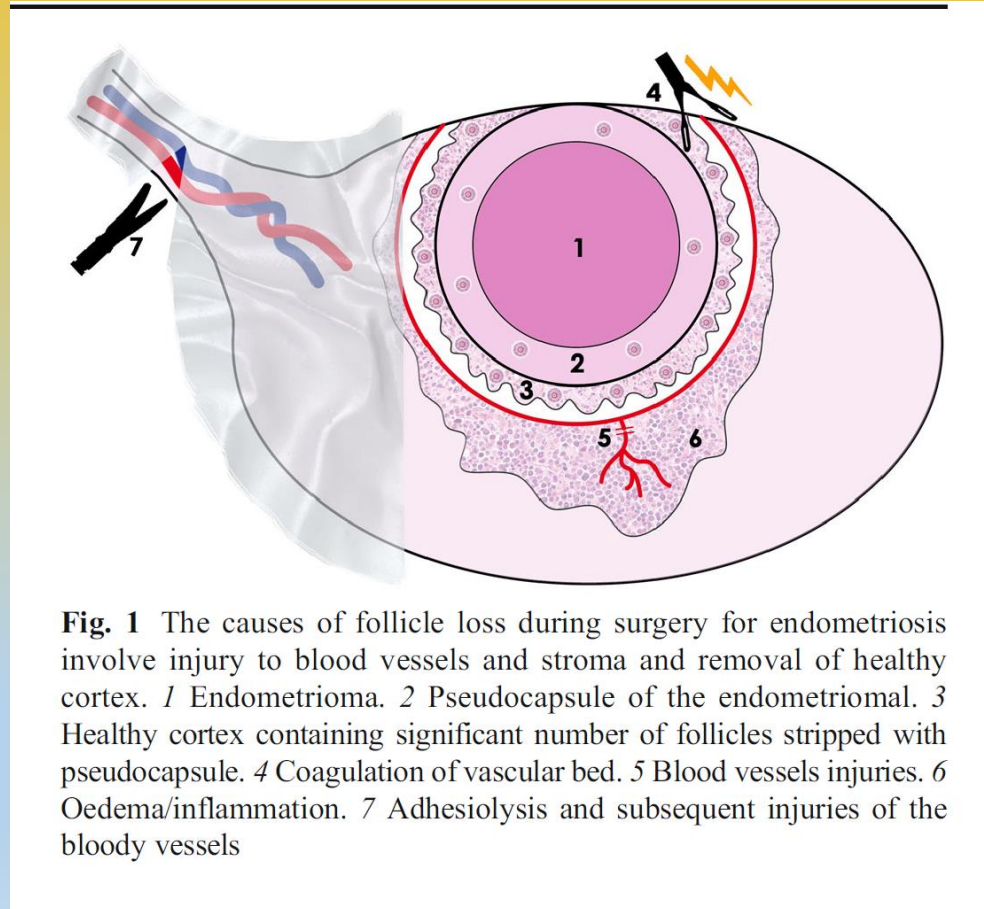 4
7
1
2
3
5
6
Fig. 1 The causes of follicle loss during surgery for endometriosis
involve injury to blood vessels and stroma and removal of healthy
cortex. 1 Endometrioma. 2 Pseudocapsule of the endometriomal. 3
Healthy cortex containing significant number of follicles stripped with
pseudocapsule. 4 Coagulation of vascular bed. 5 Blood vessels injuries. 6
Oedema/inflammation. 7 Adhesiolysis and subsequent injuries of the
bloody vessels